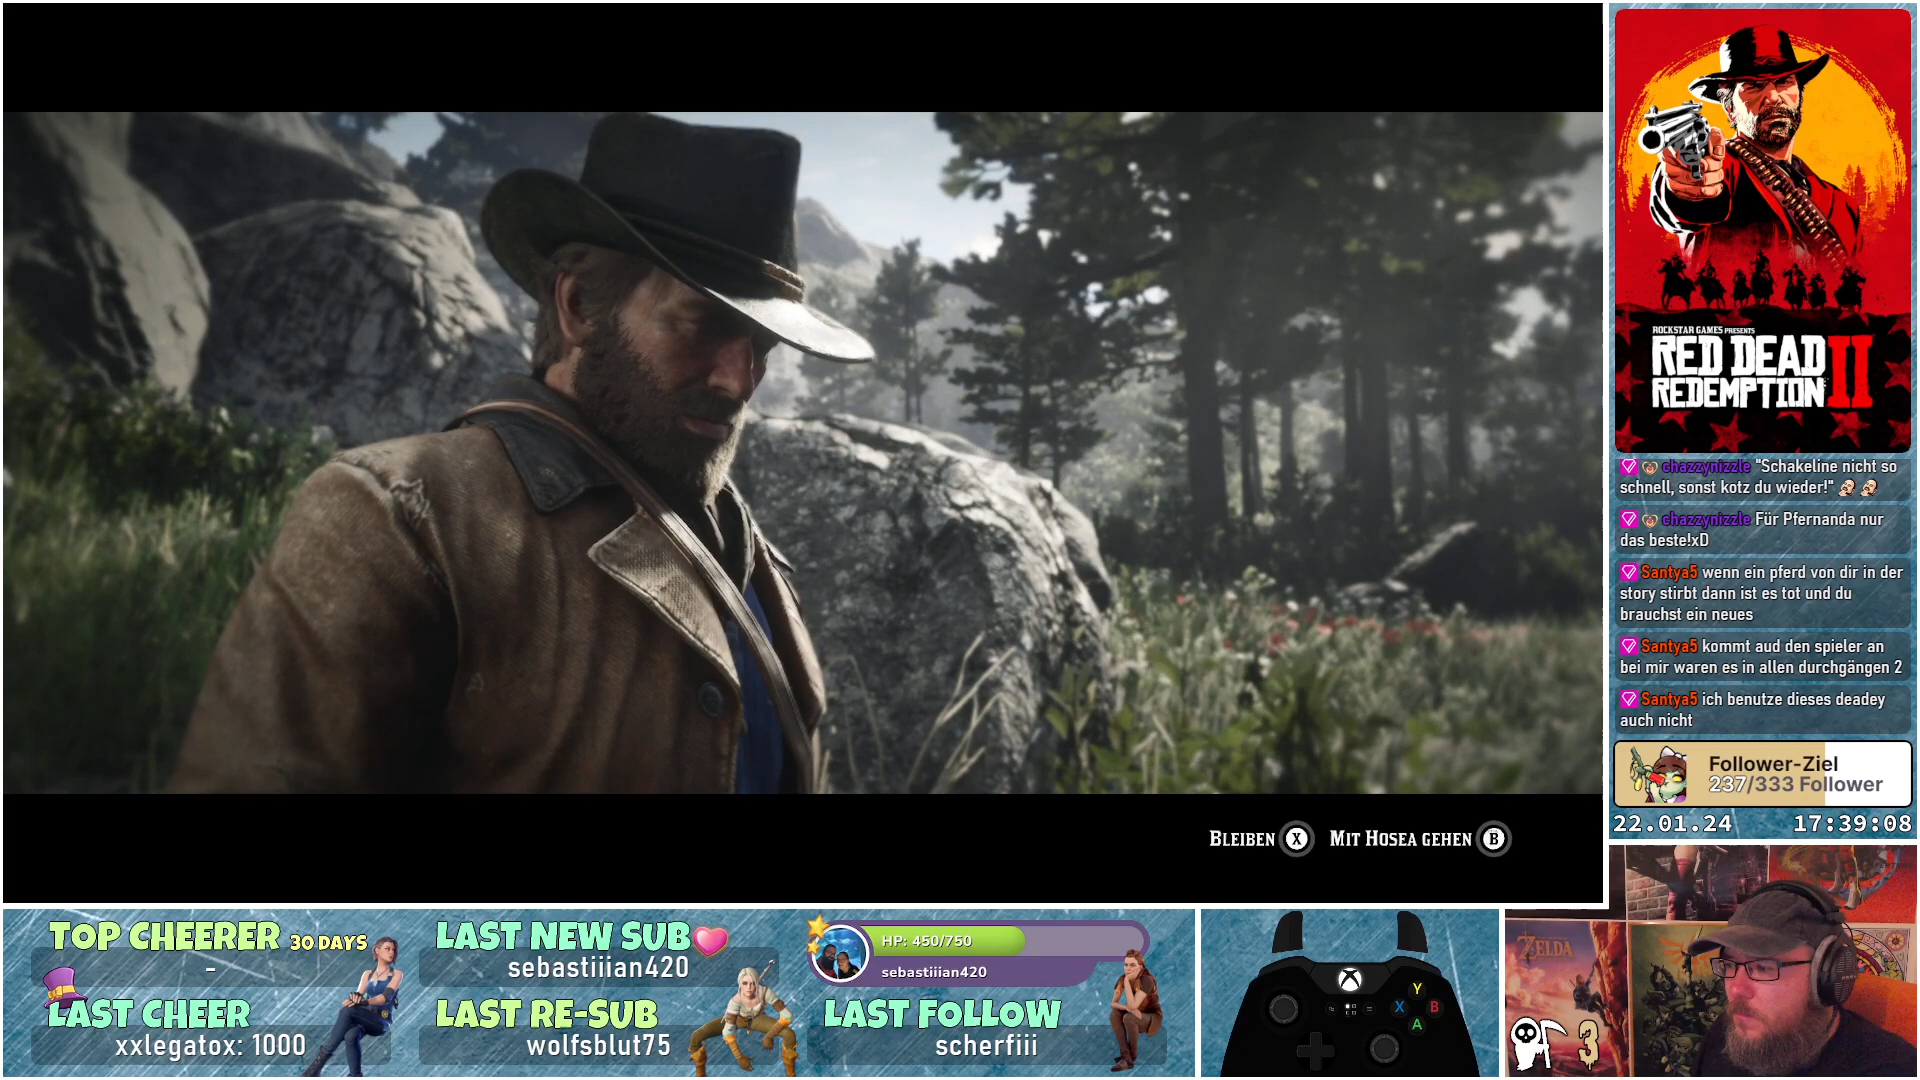 ROCKSTAR GAMES PRESENTS
RED DEAD
REDEMPTION II
chazzynizzle "Schakeline nicht so
schnell, sonst kotz du wieder!"
chazzynizzle Für Pfernanda nur
das beste!xD
Santya5 wenn ein pferd von dir in der
story stirbt dann ist es tot und du
brauchst ein neues
Santya5 kommt aud den spieler an
bei mir waren es in allen durchgängen 2
Santya5 ich benutze dieses deadey
auch nicht
Follower-Ziel
237/333 Follower
22.01.24 17:39:08
BLEIBEN X MIT HOSEA GEHEN B
TOP CHEERER 30 DAYS
-
LAST CHEER
xxlegatox: 1000
LAST NEW SUB
sebastiiian420
LAST RE-SUB
wolfsblut75
HP: 450/750
sebastiiian420
LAST FOLLOW
scherfiii
Y
X B
A
ZELDA
3